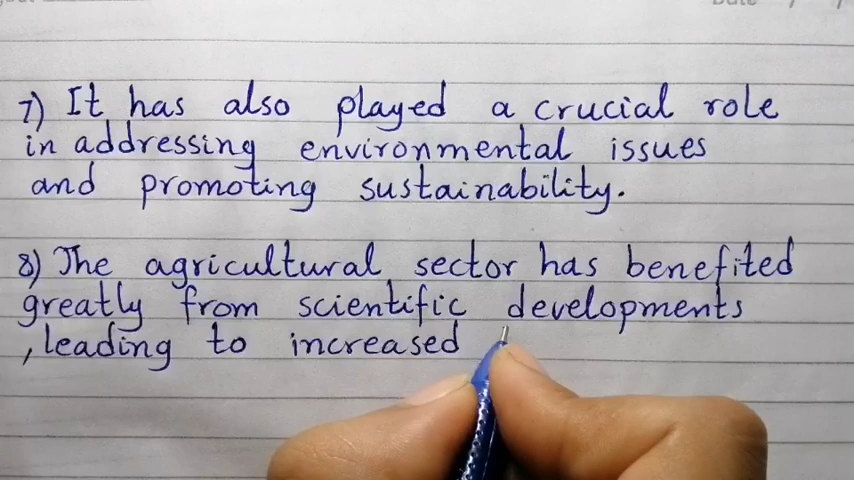 7) It has also played a crucial role
in addressing environmental issues
and promoting sustainability.
8) The agricultural sector has benefited
greatly from scientific developments
, leading to increased